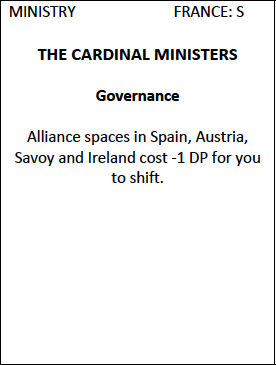 MINISTRY FRANCE: S
THE CARDINAL MINISTERS
Governance
Alliance spaces in Spain, Austria,
Savoy and Ireland cost -1 DP for you
to shift.